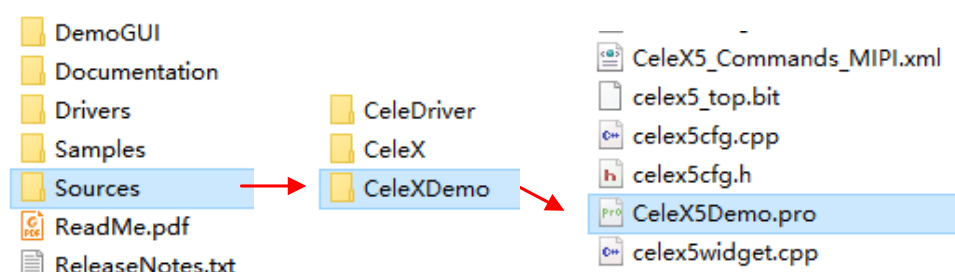 DemoGUI
Documentation
Drivers
Samples
Sources
ReadMe.pdf
ReleaseNotes.txt
CeleDriver
CeleX
CeleXDemo
CeleX5_Commands_MIPI.xml
celex5_top.bit
celex5cfg.cpp
celex5cfg.h
CeleX5Demo.pro
celex5widget.cpp